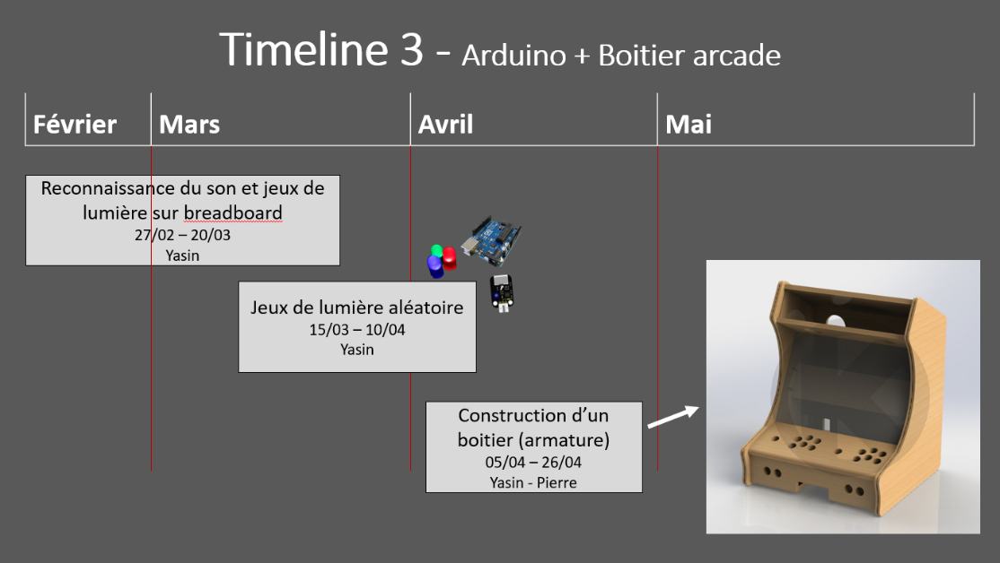 Timeline 3 - Arduino + Boitier arcade
Février
Mars
Avril
Mai
Reconnaissance du son et jeux de
lumière sur breadboard
27/02 – 20/03
Yasin
Jeux de lumière aléatoire
15/03 – 10/04
Yasin
Construction d’un
boitier (armature)
05/04 – 26/04
Yasin - Pierre